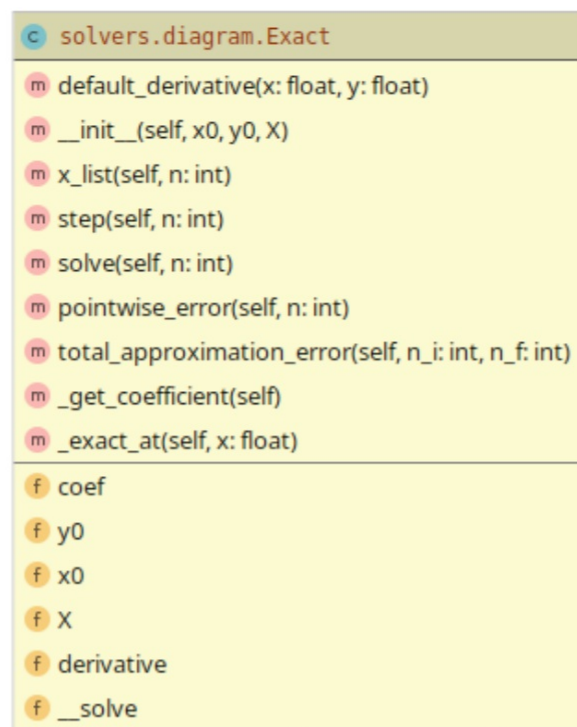 C solvers.diagram.Exact
m default_derivative(x: float, y: float)
m __init__(self, x0, y0, X)
m x_list(self, n: int)
m step(self, n: int)
m solve(self, n: int)
m pointwise_error(self, n: int)
m total_approximation_error(self, n_i: int, n_f: int)
m _get_coefficient(self)
m _exact_at(self, x: float)
f coef
f y0
f x0
f X
f derivative
f __solve